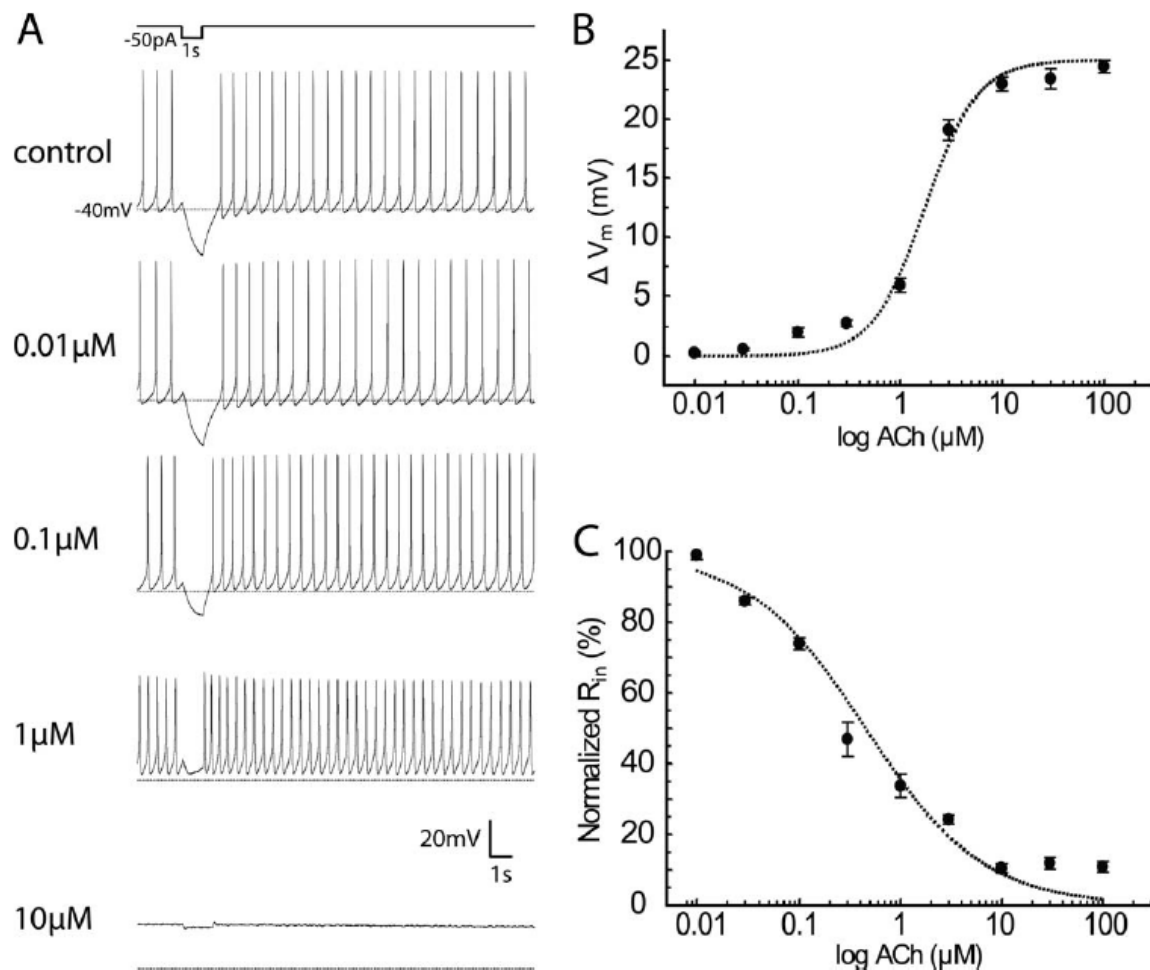 A
-50pA
1s
control
-40mV
0.01µM
0.1µM
1µM
20mV
1s
10µM
B
Δ Vm (mV)
25
20
15
10
5
0
0.01 0.1 1 10 100
log ACh (µM)
C
Normalized Rin (%)
100
80
60
40
20
0
0.01 0.1 1 10 100
log ACh (µM)